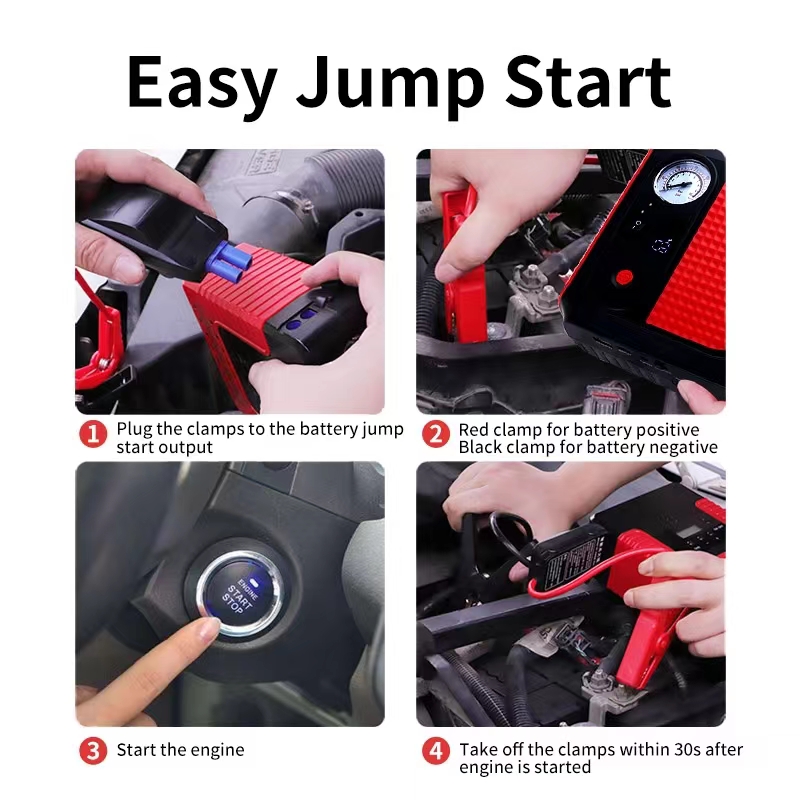 Easy Jump Start
1 Plug the clamps to the battery jump
start output
2 Red clamp for battery positive
Black clamp for battery negative
ENGINE
START
STOP
3 Start the engine
4 Take off the clamps within 30s after
engine is started